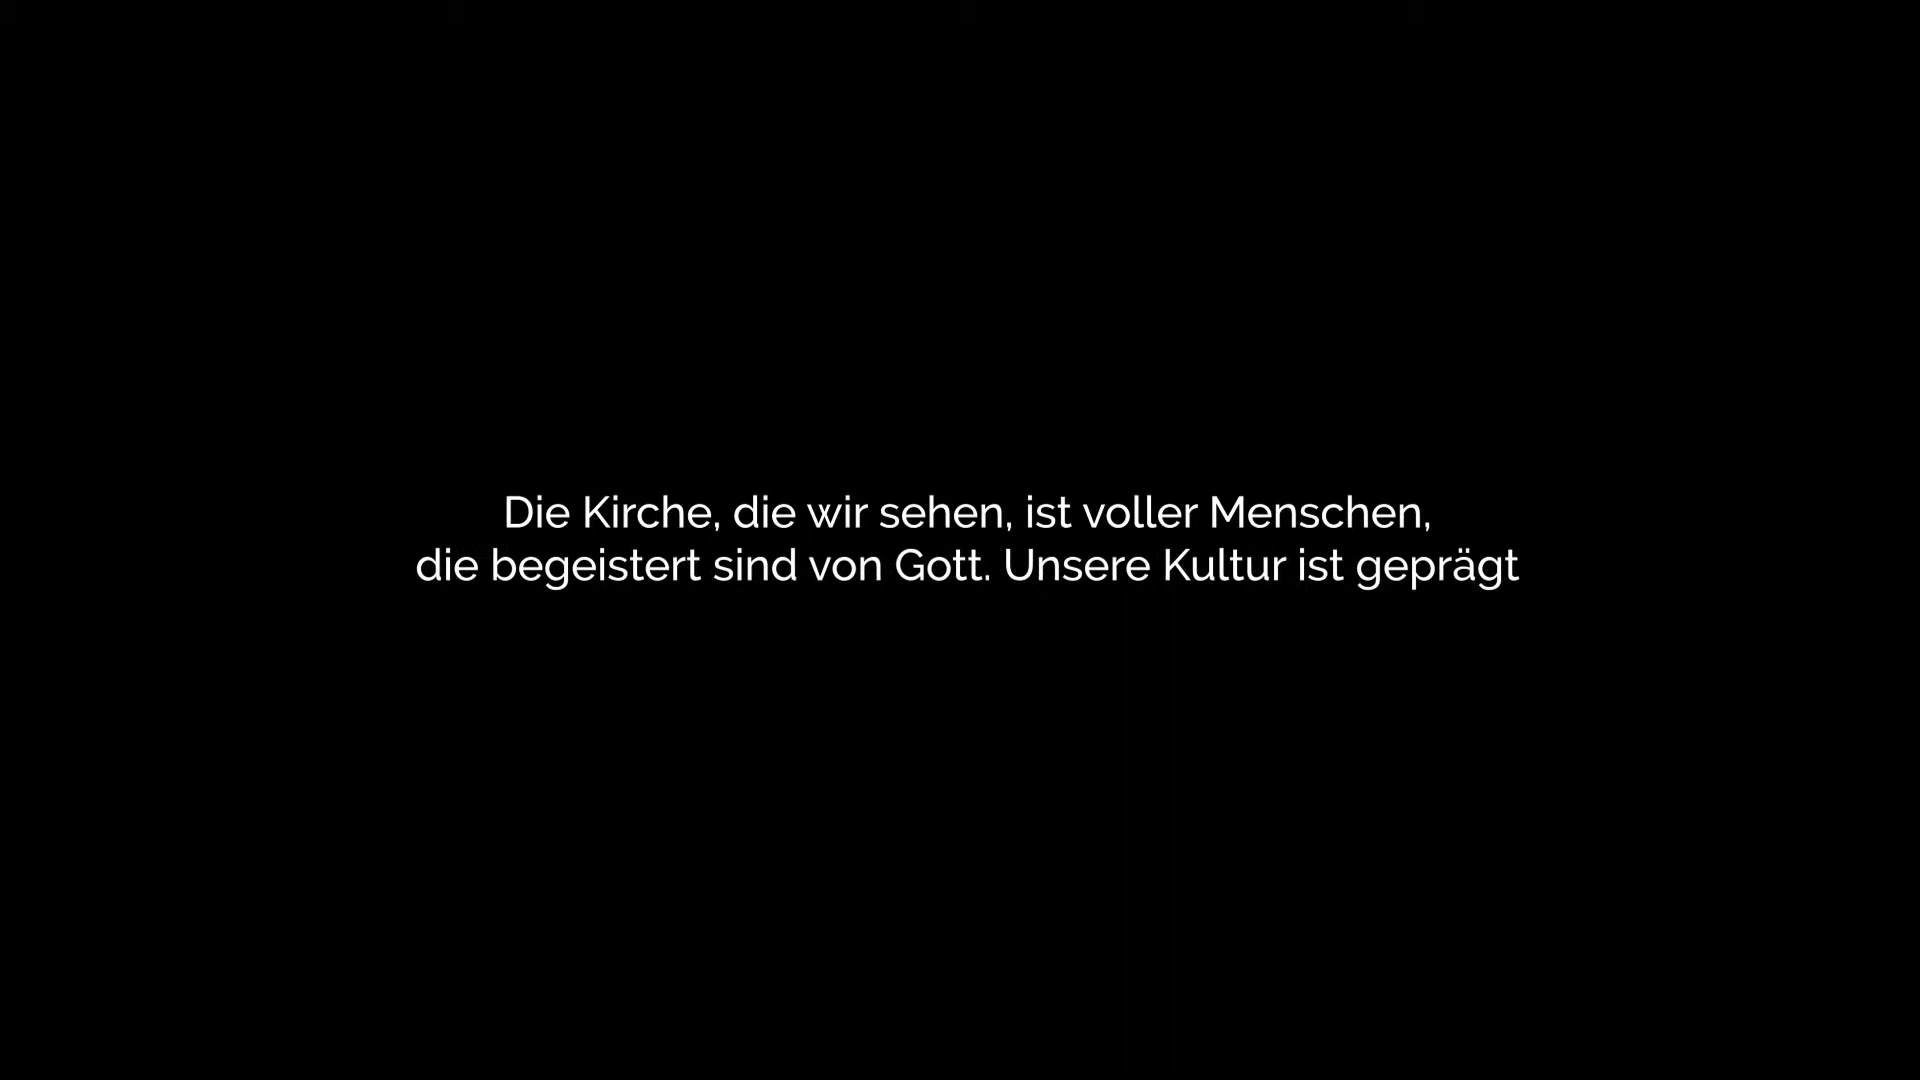 Die Kirche, die wir sehen, ist voller Menschen,
die begeistert sind von Gott. Unsere Kultur ist geprägt